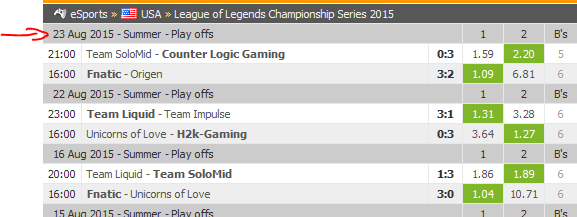 eSports » USA » League of Legends Championship Series 2015
23 Aug 2015 - Summer - Play offs 1 2 B's
21:00 Team SoloMid - Counter Logic Gaming 0:3 1.59 2.20 5
16:00 Fnatic - Origen 3:2 1.09 6.81 6
22 Aug 2015 - Summer - Play offs 1 2 B's
23:00 Team Liquid - Team Impulse 3:1 1.31 3.28 6
16:00 Unicorns of Love - H2k-Gaming 0:3 3.64 1.27 6
16 Aug 2015 - Summer - Play offs 1 2 B's
20:00 Team Liquid - Team SoloMid 1:3 1.86 1.89 6
16:00 Fnatic - Unicorns of Love 3:0 1.04 10.71 6
15 Aug 2015 - Summer - Play offs 1 2 B's